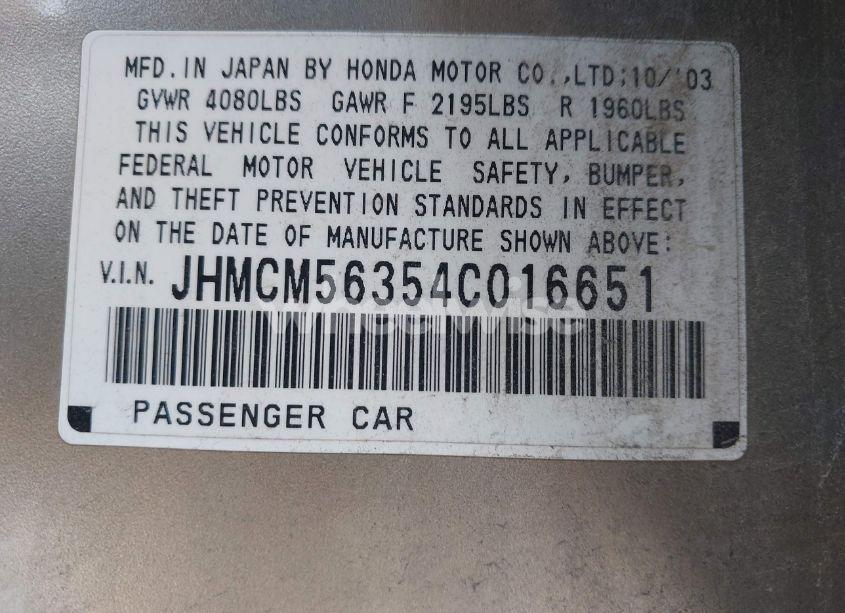 MFD.IN JAPAN BY HONDA MOTOR CO.,LTD:10/'03
GVWR 4080LBS GAWR F 2195LBS R 1960LBS
THIS VEHICLE CONFORMS TO ALL APPLICABLE
FEDERAL MOTOR VEHICLE SAFETY, BUMPER,
AND THEFT PREVENTION STANDARDS IN EFFECT
ON THE DATE OF MANUFACTURE SHOWN ABOVE:
V.I.N. JHMCM56354C016651
wheelwise
PASSENGER CAR